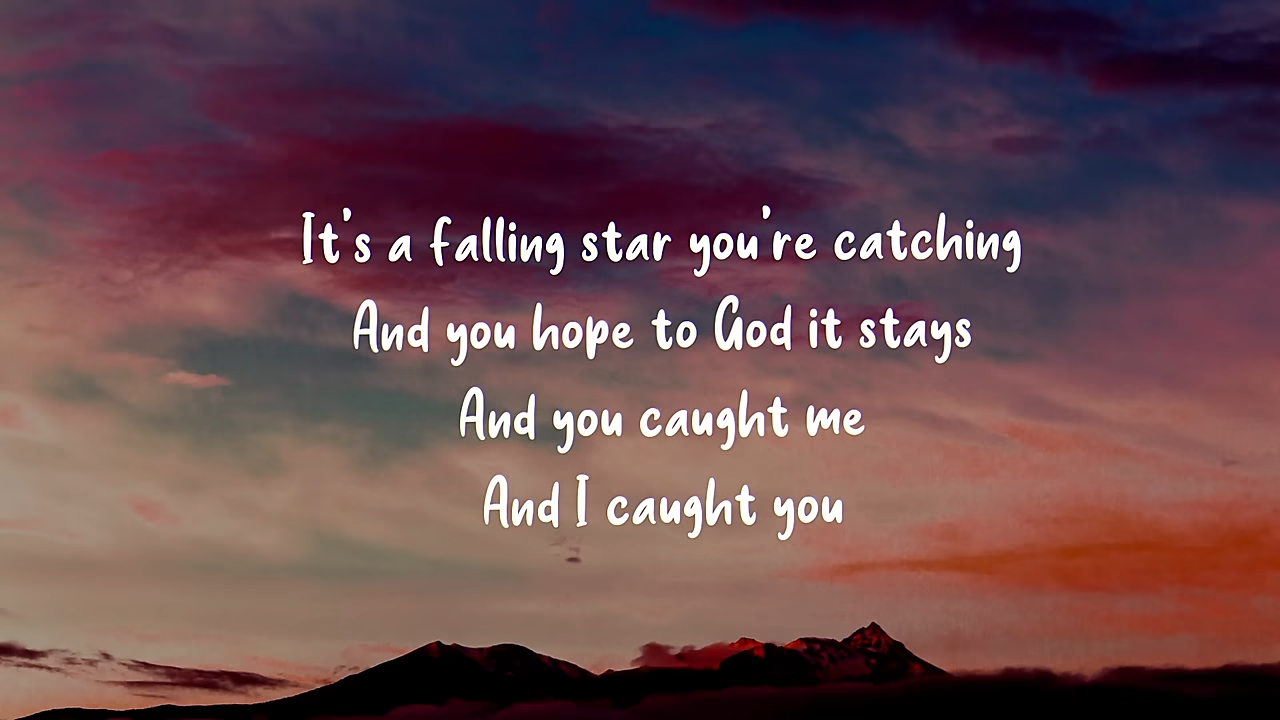 It's a falling star you're catching
And you hope to God it stays
And you caught me
And I caught you